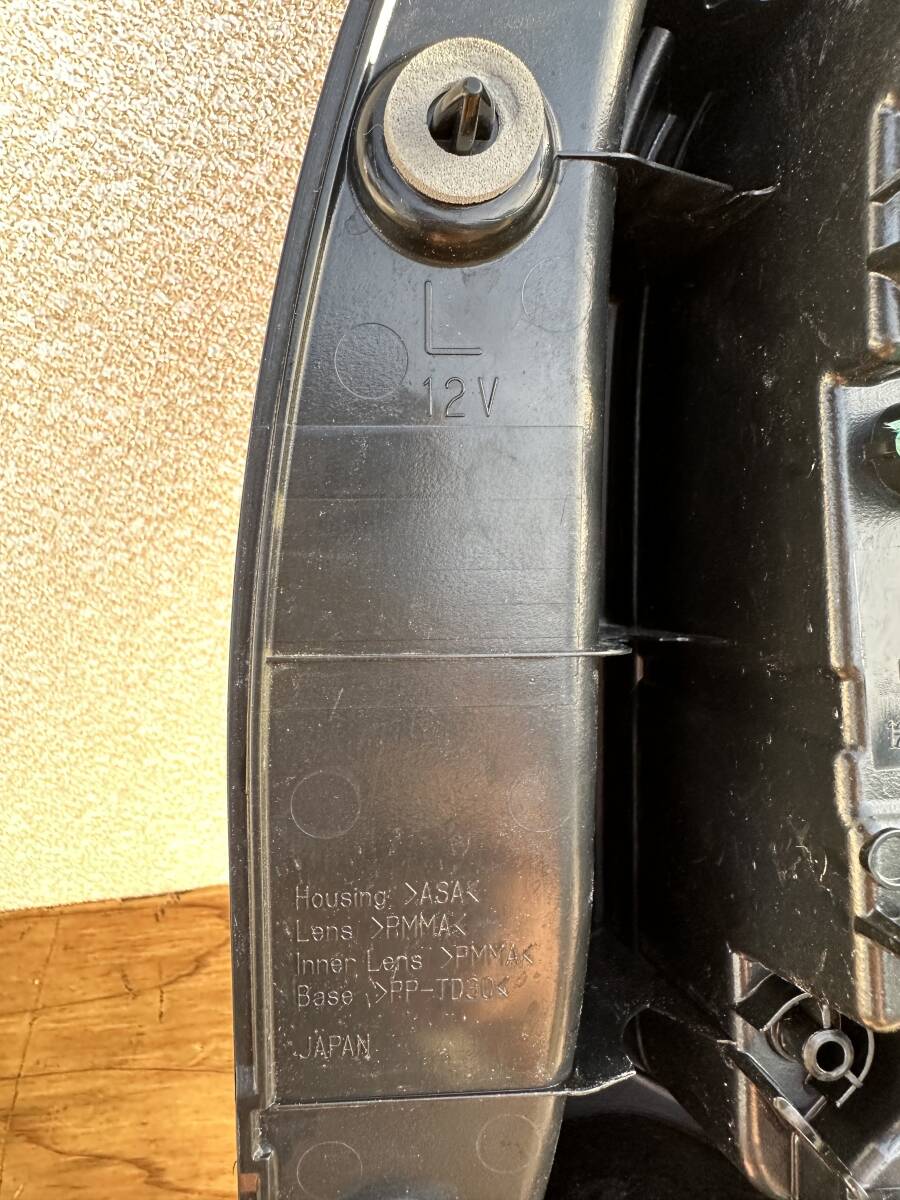 L
12V
Housing >ASA<
Lens >PMMA<
Inner Lens >PMMA<
Base >PP-TD30<
JAPAN